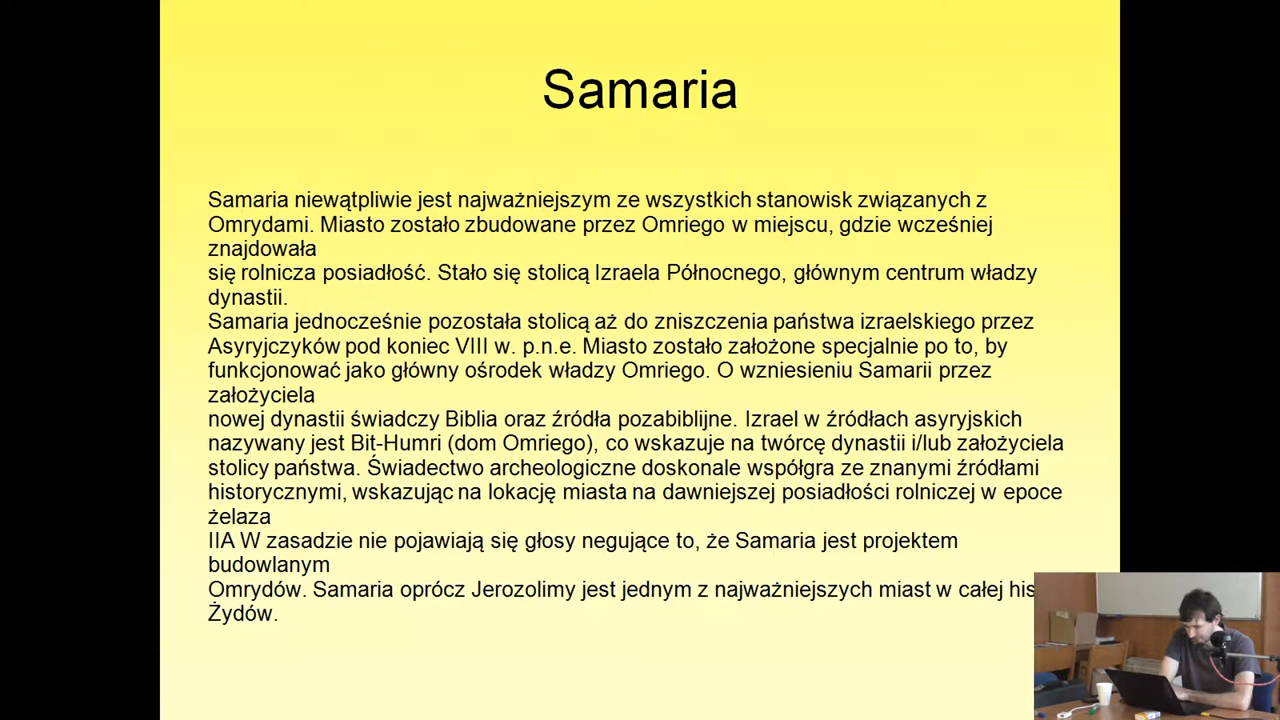 Samaria
Samaria niewątpliwie jest najważniejszym ze wszystkich stanowisk związanych z
Omrydami. Miasto zostało zbudowane przez Omriego w miejscu, gdzie wcześniej
znajdowała
się rolnicza posiadłość. Stało się stolicą Izraela Północnego, głównym centrum władzy
dynastii.
Samaria jednocześnie pozostała stolicą aż do zniszczenia państwa izraelskiego przez
Asyryjczyków pod koniec VIII w. p.n.e. Miasto zostało założone specjalnie po to, by
funkcjonować jako główny ośrodek władzy Omriego. O wzniesieniu Samarii przez
założyciela
nowej dynastii świadczy Biblia oraz źródła pozabiblijne. Izrael w źródłach asyryjskich
nazywany jest Bit-Humri (dom Omriego), co wskazuje na twórcę dynastii i/lub założyciela
stolicy państwa. Świadectwo archeologiczne doskonale współgra ze znanymi źródłami
historycznymi, wskazując na lokację miasta na dawniejszej posiadłości rolniczej w epoce
żelaza
IIA W zasadzie nie pojawiają się głosy negujące to, że Samaria jest projektem
budowlanym
Omrydów. Samaria oprócz Jerozolimy jest jednym z najważniejszych miast w całej his
Żydów.